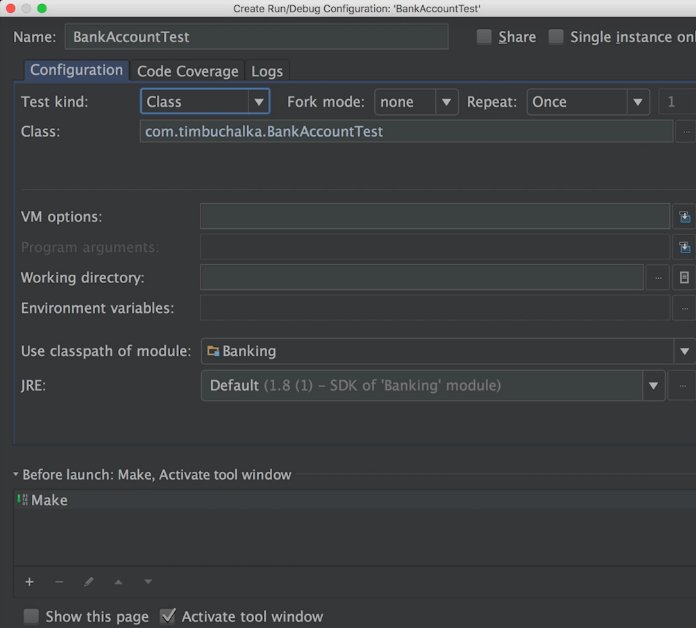 Create Run/Debug Configuration: 'BankAccountTest'
Name: BankAccountTest Share Single instance onl
Configuration Code Coverage Logs
Test kind: Class Fork mode: none Repeat: Once 1
Class: com.timbuchalka.BankAccountTest ...
VM options:
Program arguments:
Working directory: ...
Environment variables: ...
Use classpath of module: Banking
JRE: Default (1.8 (1) – SDK of 'Banking' module) ...
Before launch: Make, Activate tool window
Make
Show this page Activate tool window